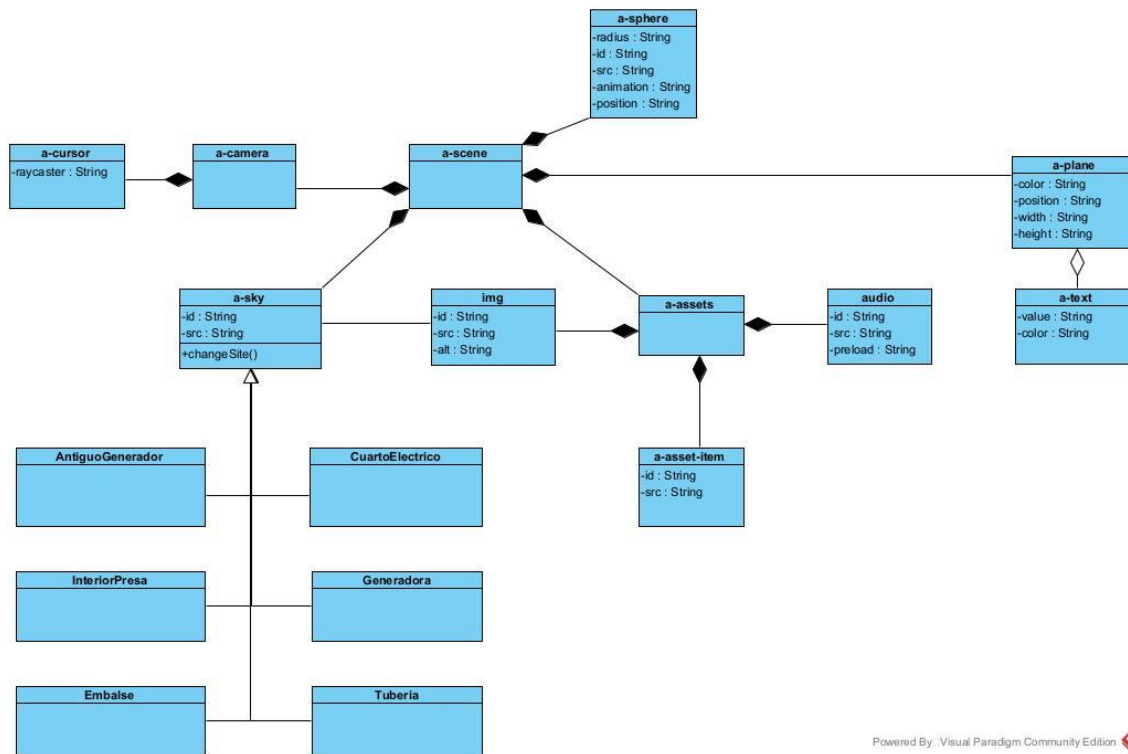 a-sphere
-radius : String
-id : String
-src : String
-animation : String
-position : String
a-cursor
-raycaster : String
a-camera
a-scene
a-plane
-color : String
-position : String
-width : String
-height : String
a-sky
-id : String
-src : String
+changeSite()
img
-id : String
-src : String
-alt : String
a-assets
audio
-id : String
-src : String
-preload : String
a-text
-value : String
-color : String
AntiguoGenerador
CuartoElectrico
a-asset-item
-id : String
-src : String
InteriorPresa
Generadora
Embalse
Tuberia
Powered By: Visual Paradigm Community Edition